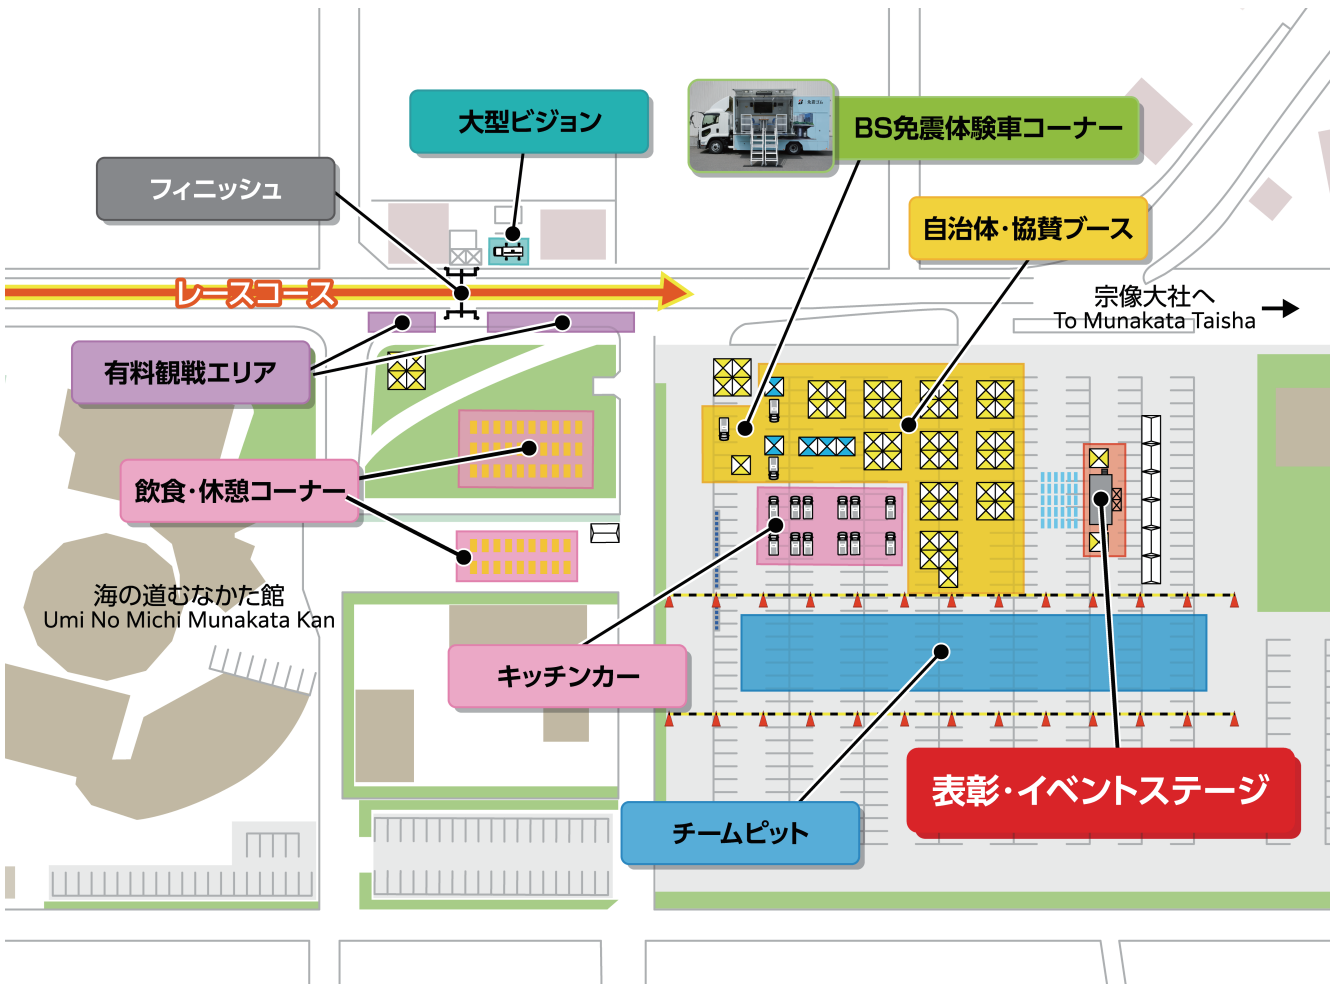 大型ビジョン
BS免震体験車コーナー
フィニッシュ
自治体・協賛ブース
レースコース
宗像大社へ
To Munakata Taisha
有料観戦エリア
飲食・休憩コーナー
海の道むなかた館
Umi No Michi Munakata Kan
キッチンカー
表彰・イベントステージ
チームピット